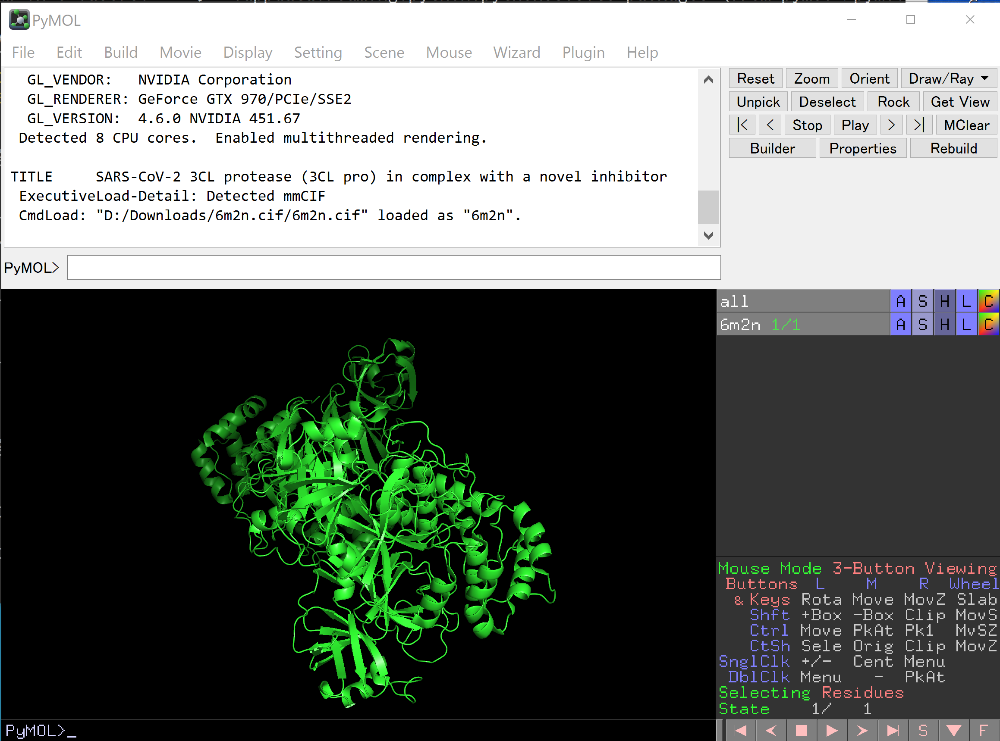 PyMOL
File Edit Build Movie Display Setting Scene Mouse Wizard Plugin Help
GL_VENDOR:   NVIDIA Corporation
GL_RENDERER: GeForce GTX 970/PCIe/SSE2
GL_VERSION:  4.6.0 NVIDIA 451.67
Detected 8 CPU cores.  Enabled multithreaded rendering.
TITLE     SARS-CoV-2 3CL protease (3CL pro) in complex with a novel inhibitor
ExecutiveLoad-Detail: Detected mmCIF
CmdLoad: "D:/Downloads/6m2n.cif/6m2n.cif" loaded as "6m2n".
PyMOL>
Reset Zoom Orient Draw/Ray
Unpick Deselect Rock Get View
|< < Stop Play > >| MClear
Builder Properties Rebuild
all A S H L C
6m2n 1/1 A S H L C
Mouse Mode 3-Button Viewing
Buttons L M R Wheel
& Keys Rota Move MovZ Slab
Shft +Box -Box Clip MovS
Ctrl Move PkAt Pk1 MvSZ
CtSh Sele Orig Clip MovZ
SnglClk +/- Cent Menu
DblClk Menu - PkAt
Selecting Residues
State 1/ 1
PyMOL>_
S F